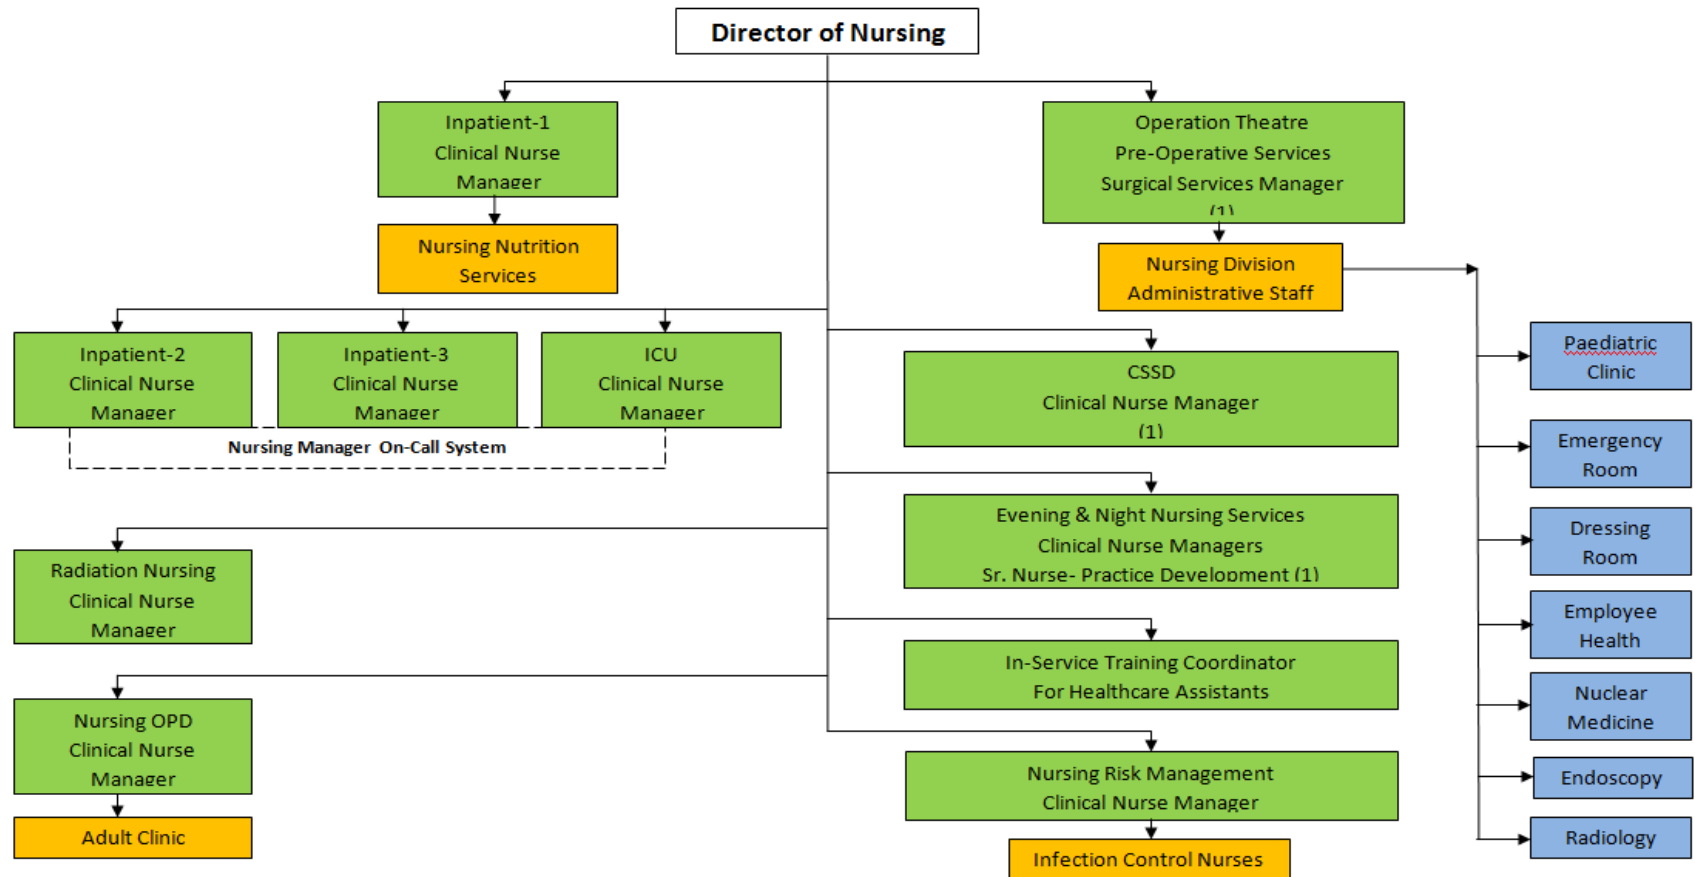 Director of Nursing
Inpatient-1
Clinical Nurse
Manager
Operation Theatre
Pre-Operative Services
Surgical Services Manager
(1)
Nursing Nutrition
Services
Nursing Division
Administrative Staff
Inpatient-2
Clinical Nurse
Manager
Inpatient-3
Clinical Nurse
Manager
ICU
Clinical Nurse
Manager
Nursing Manager On-Call System
CSSD
Clinical Nurse Manager
(1)
Evening & Night Nursing Services
Clinical Nurse Managers
Sr. Nurse- Practice Development (1)
Radiation Nursing
Clinical Nurse
Manager
In-Service Training Coordinator
For Healthcare Assistants
Nursing OPD
Clinical Nurse
Manager
Adult Clinic
Nursing Risk Management
Clinical Nurse Manager
Infection Control Nurses
Paediatric
Clinic
Emergency
Room
Dressing
Room
Employee
Health
Nuclear
Medicine
Endoscopy
Radiology